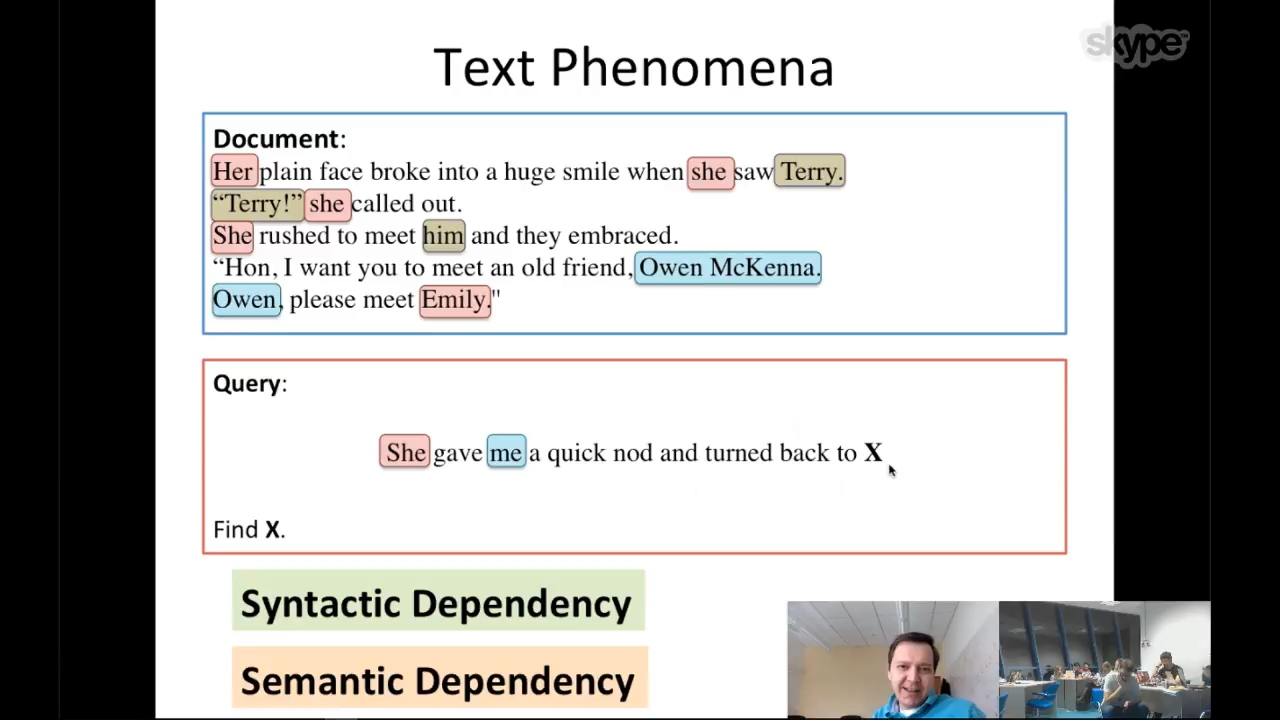 skype
Text Phenomena
Document:
Her plain face broke into a huge smile when she saw Terry.
“Terry!” she called out.
She rushed to meet him and they embraced.
“Hon, I want you to meet an old friend, Owen McKenna.
Owen, please meet Emily."
Query:
She gave me a quick nod and turned back to X
Find X.
Syntactic Dependency
Semantic Dependency